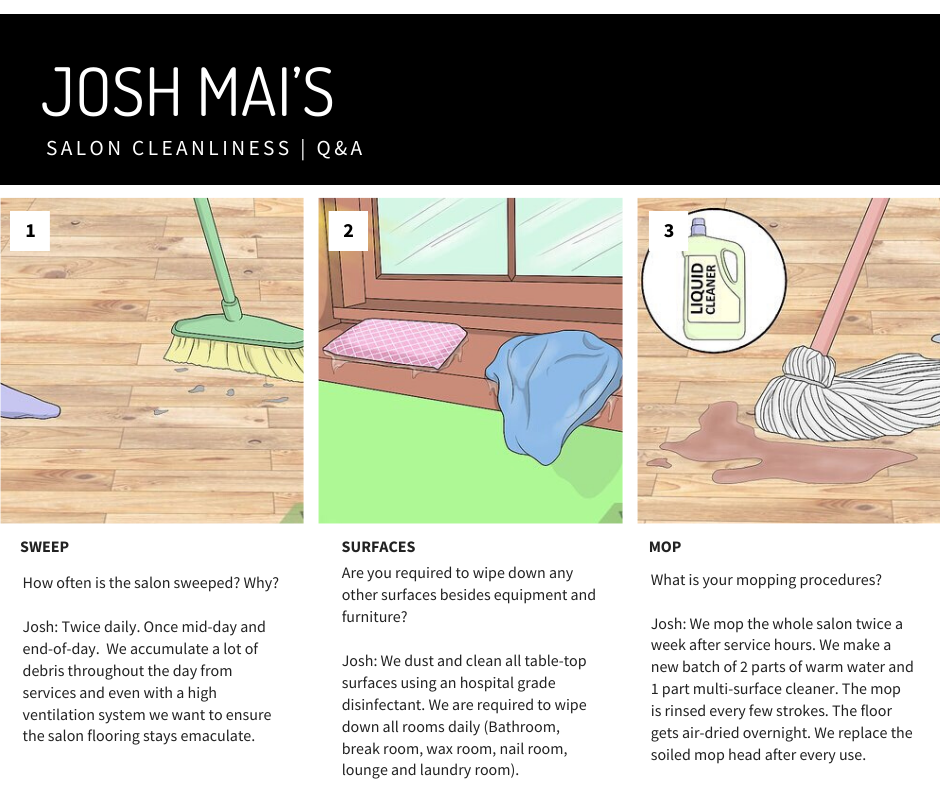 JOSH MAI'S
SALON CLEANLINESS | Q&A
1
2
3
LIQUID
CLEANER
SWEEP
How often is the salon sweeped? Why?
Josh: Twice daily. Once mid-day and
end-of-day. We accumulate a lot of
debris throughout the day from
services and even with a high
ventilation system we want to ensure
the salon flooring stays emaculate.
SURFACES
Are you required to wipe down any
other surfaces besides equipment and
furniture?
Josh: We dust and clean all table-top
surfaces using an hospital grade
disinfectant. We are required to wipe
down all rooms daily (Bathroom,
break room, wax room, nail room,
lounge and laundry room).
MOP
What is your mopping procedures?
Josh: We mop the whole salon twice a
week after service hours. We make a
new batch of 2 parts of warm water and
1 part multi-surface cleaner. The mop
is rinsed every few strokes. The floor
gets air-dried overnight. We replace the
soiled mop head after every use.